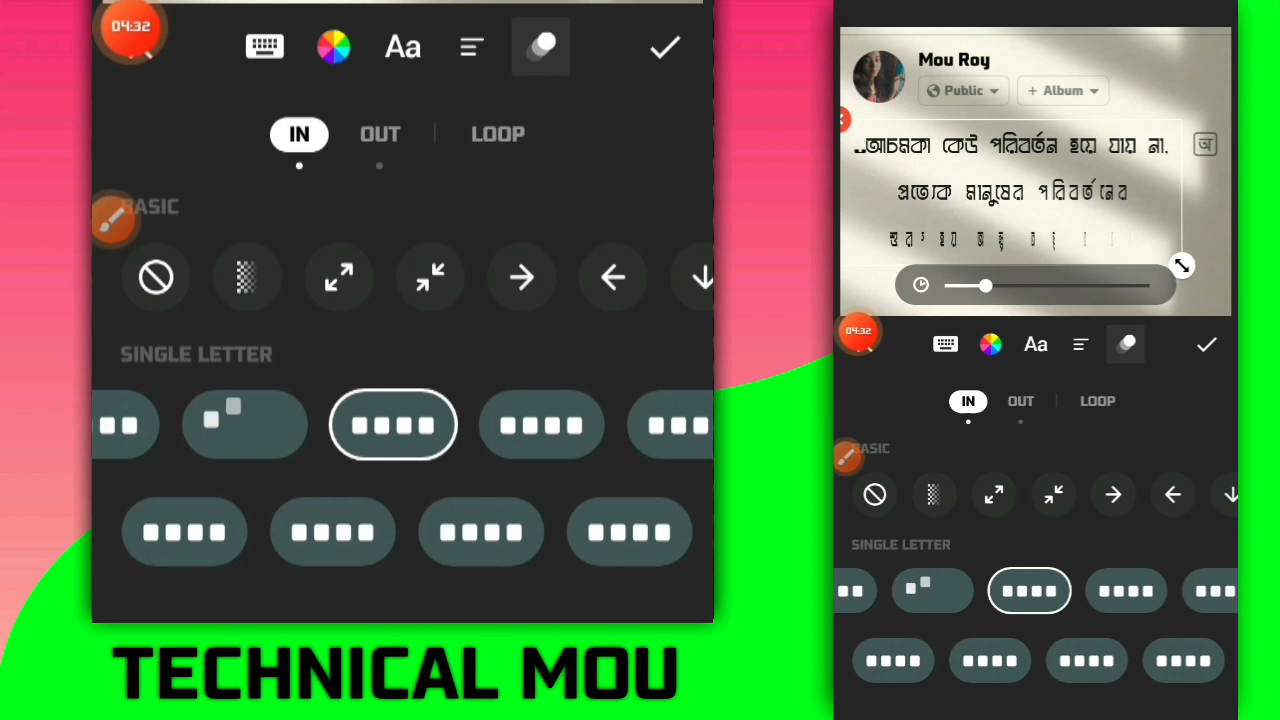 04:32
Aa
IN OUT LOOP
BASIC
SINGLE LETTER
TECHNICAL MOU
Mou Roy
Public + Album
..আচমকা কেউ পরিবর্তন হয়ে যায় না.
অ
প্রত্যেক মানুষের পরিবর্তনের
04:32
Aa
IN OUT LOOP
BASIC
SINGLE LETTER